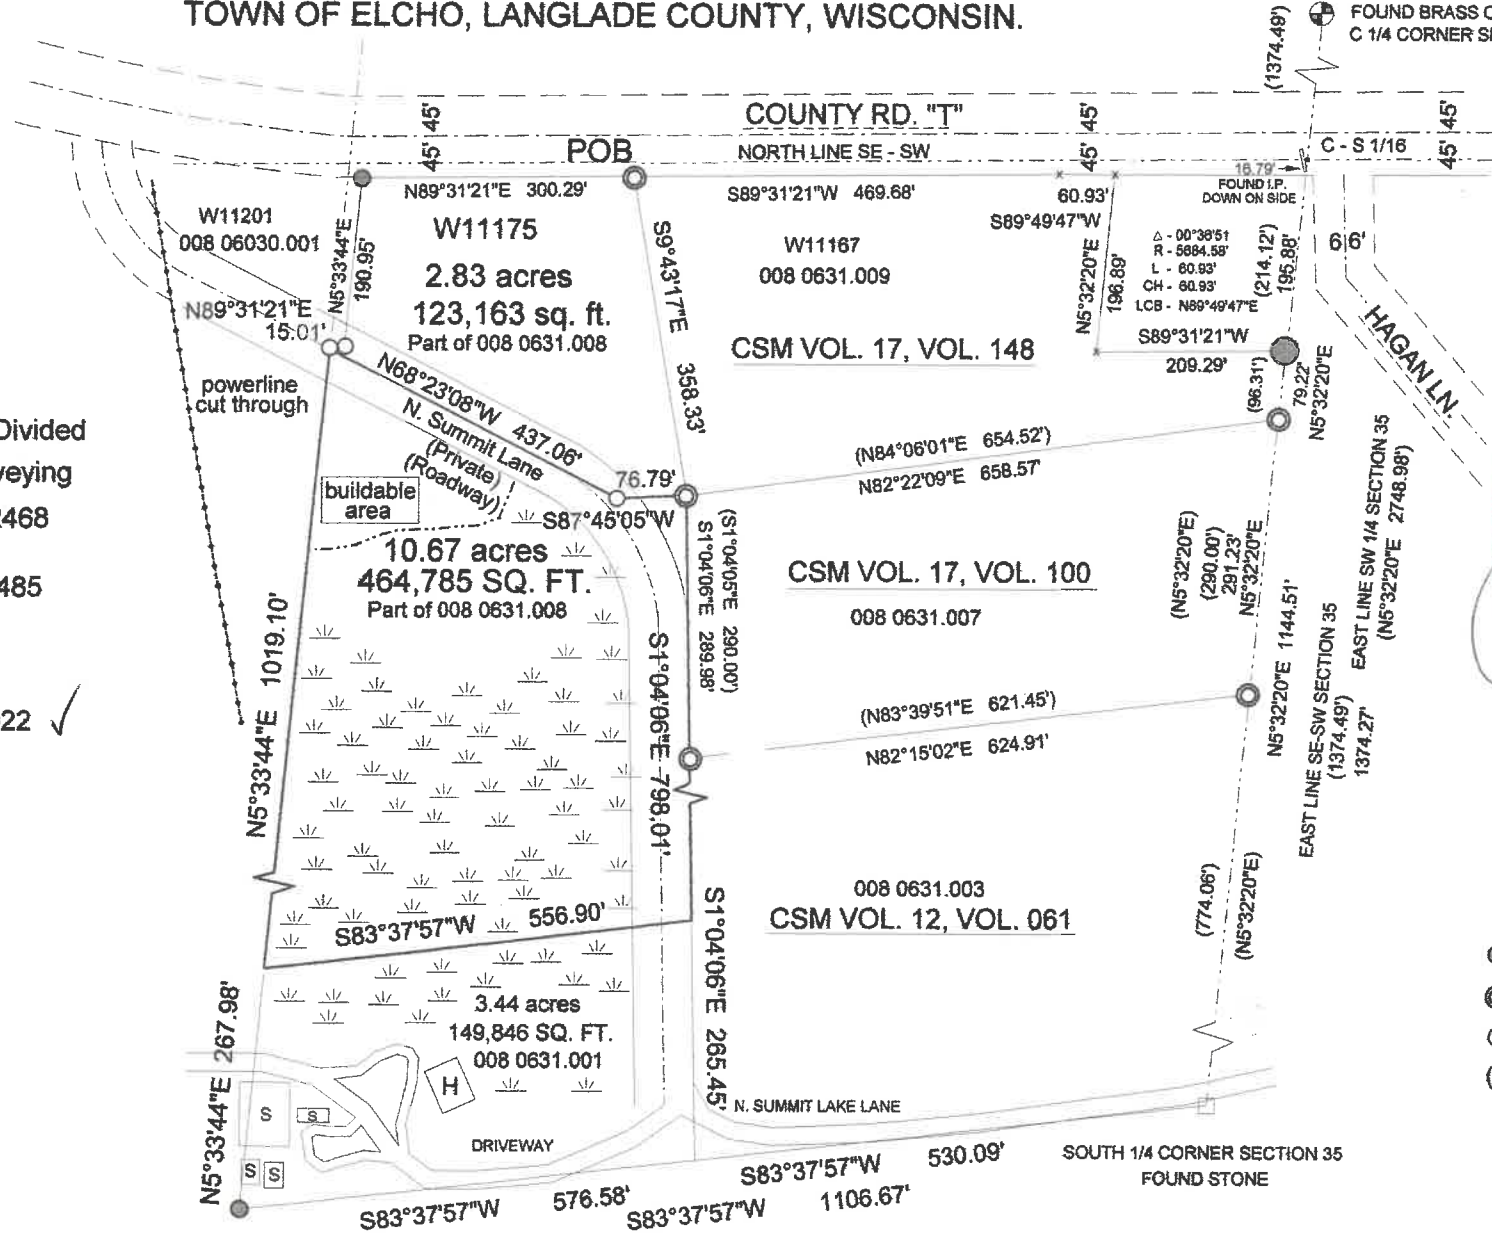 TOWN OF ELCHO, LANGLADE COUNTY, WISCONSIN.
FOUND BRASS
C 1/4 CORNER
(1374.49')
45'
45'
COUNTY RD. "T"
45'
45'
45'
45'
POB
NORTH LINE SE - SW
C - S 1/16
N89°31'21"E 300.29'
S89°31'21"W 469.68'
60.93'
16.79'
FOUND I.P.
DOWN ON SIDE
S89°49'47"W
W11201
008 06030.001
N5°33'44"E
190.95'
W11175
2.83 acres
123,163 sq. ft.
Part of 008 0631.008
S9°43'17"E 358.33'
W11167
008 0631.009
N5°32'20"E
196.89'
Δ - 00°36'51
R - 5684.58'
L - 60.93'
CH - 60.93'
LCB - N89°49'47"E
(214.12')
195.88'
66'
HAGAN LN.
N89°31'21"E
15.01'
CSM VOL. 17, VOL. 148
S89°31'21"W
209.29'
(96.31')
79.22'
N5°32'20"E
powerline
cut through
N68°23'08"W 437.06'
N. Summit Lane
(Private)
(Roadway)
Divided
veying
468
485
22
buildable
area
76.79'
S87°45'05"W
(N84°06'01"E 654.52')
N82°22'09"E 658.57'
10.67 acres
464,785 SQ. FT.
Part of 008 0631.008
(S1°04'05"E 290.00')
S1°04'06"E 289.98'
CSM VOL. 17, VOL. 100
008 0631.007
(N5°32'20"E)
(290.00')
291.23'
N5°32'20"E
EAST LINE SW 1/4 SECTION 35
(N5°32'20"E 2748.98')
N5°33'44"E 1019.10'
S1°04'06"E 798.01'
(N83°39'51"E 621.45')
N82°15'02"E 624.91'
N5°32'20"E 1144.51'
EAST LINE SE-SW SECTION 35
(1374.49')
1374.27'
008 0631.003
CSM VOL. 12, VOL. 061
(774.06')
(N5°32'20"E)
S83°37'57"W 556.90'
S1°04'06"E 265.45'
3.44 acres
149,846 SQ. FT.
008 0631.001
N5°33'44"E 267.98'
H
S
S
S
S
DRIVEWAY
N. SUMMIT LAKE LANE
SOUTH 1/4 CORNER SECTION 35
FOUND STONE
S83°37'57"W 576.58'
S83°37'57"W 530.09'
S83°37'57"W 1106.67'